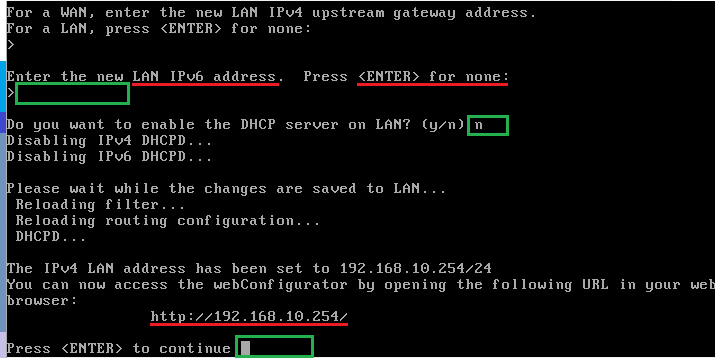 For a WAN, enter the new LAN IPv4 upstream gateway address.
For a LAN, press <ENTER> for none:
>
Enter the new LAN IPv6 address.  Press <ENTER> for none:
>
Do you want to enable the DHCP server on LAN? (y/n) n
Disabling IPv4 DHCPD...
Disabling IPv6 DHCPD...
Please wait while the changes are saved to LAN...
Reloading filter...
Reloading routing configuration...
DHCPD...
The IPv4 LAN address has been set to 192.168.10.254/24
You can now access the webConfigurator by opening the following URL in your web
browser:
http://192.168.10.254/
Press <ENTER> to continue